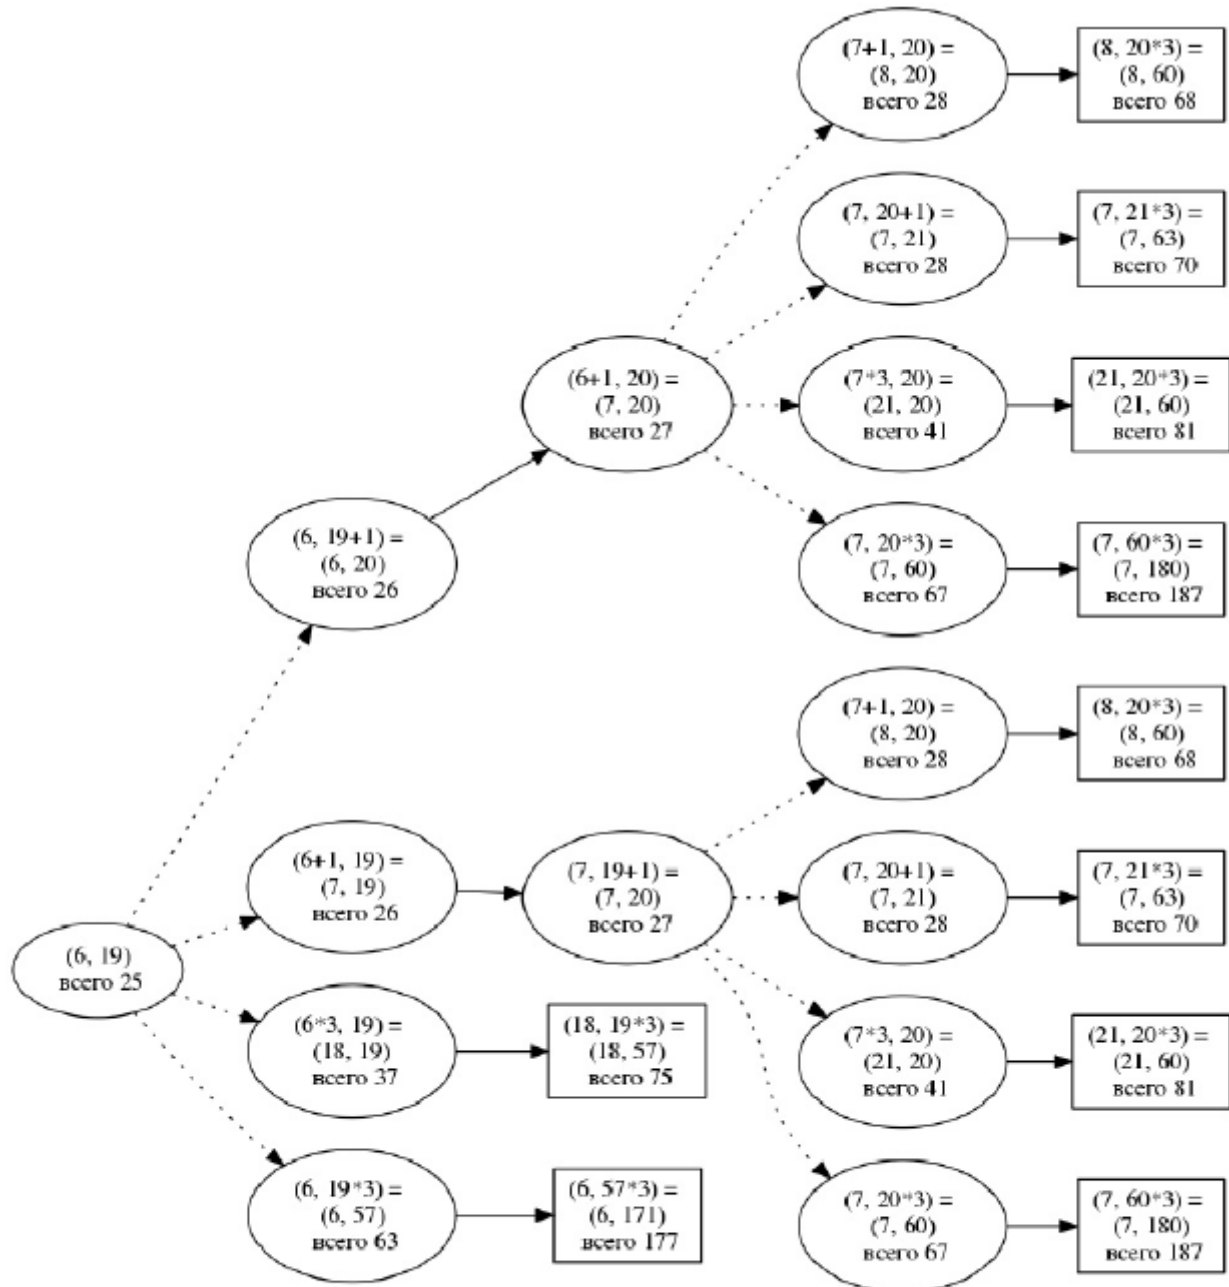 (7+1, 20) =
(8, 20)
всего 28
(8, 20*3) =
(8, 60)
всего 68
(7, 20+1) =
(7, 21)
всего 28
(7, 21*3) =
(7, 63)
всего 70
(6+1, 20) =
(7, 20)
всего 27
(7*3, 20) =
(21, 20)
всего 41
(21, 20*3) =
(21, 60)
всего 81
(6, 19+1) =
(6, 20)
всего 26
(7, 20*3) =
(7, 60)
всего 67
(7, 60*3) =
(7, 180)
всего 187
(7+1, 20) =
(8, 20)
всего 28
(8, 20*3) =
(8, 60)
всего 68
(6+1, 19) =
(7, 19)
всего 26
(7, 19+1) =
(7, 20)
всего 27
(7, 20+1) =
(7, 21)
всего 28
(7, 21*3) =
(7, 63)
всего 70
(6, 19)
всего 25
(6*3, 19) =
(18, 19)
всего 37
(18, 19*3) =
(18, 57)
всего 75
(7*3, 20) =
(21, 20)
всего 41
(21, 20*3) =
(21, 60)
всего 81
(6, 19*3) =
(6, 57)
всего 63
(6, 57*3) =
(6, 171)
всего 177
(7, 20*3) =
(7, 60)
всего 67
(7, 60*3) =
(7, 180)
всего 187